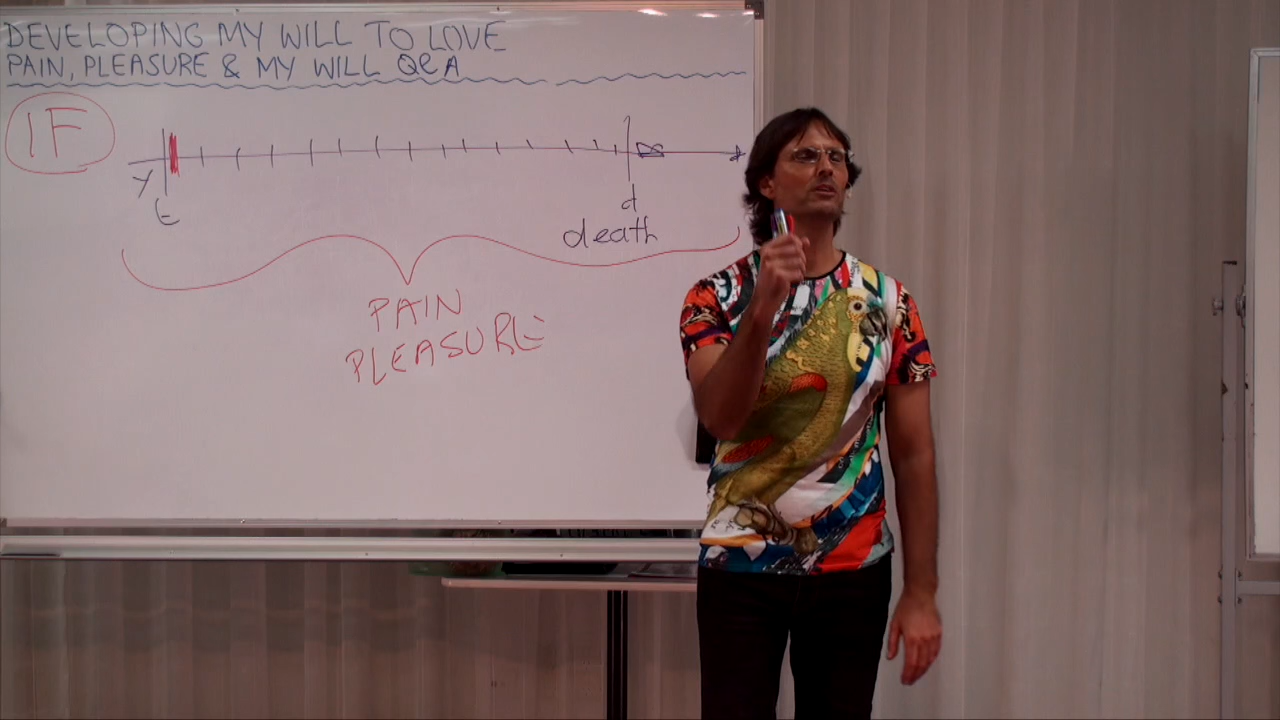 DEVELOPING MY WILL TO LOVE
PAIN, PLEASURE & MY WILL Q&A
IF
y
t
d
death
PAIN
PLEASURE